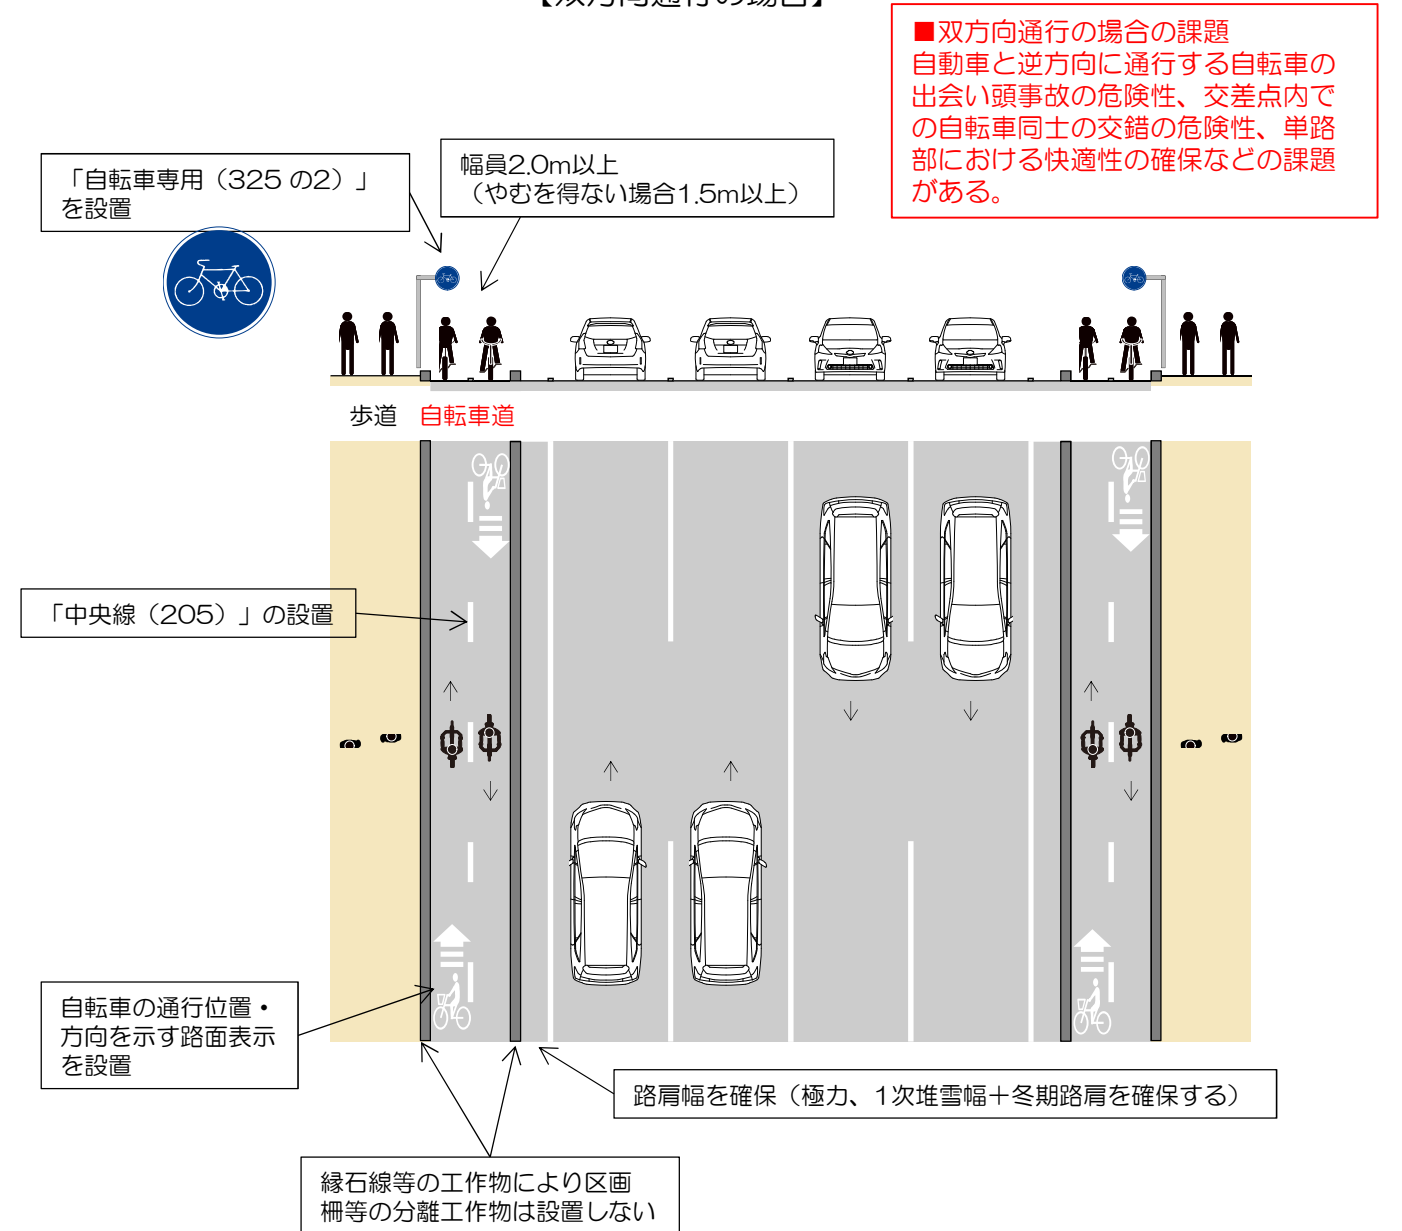 【双方向通行の場合】
■双方向通行の場合の課題
自動車と逆方向に通行する自転車の
出会い頭事故の危険性、交差点内で
の自転車同士の交錯の危険性、単路
部における快適性の確保などの課題
がある。
「自転車専用（325 の2）」
を設置
幅員2.0m以上
（やむを得ない場合1.5m以上）
歩道 自転車道
「中央線（205）」の設置
自転車の通行位置・
方向を示す路面表示
を設置
路肩幅を確保（極力、1次堆雪幅＋冬期路肩を確保する）
縁石線等の工作物により区画
柵等の分離工作物は設置しない